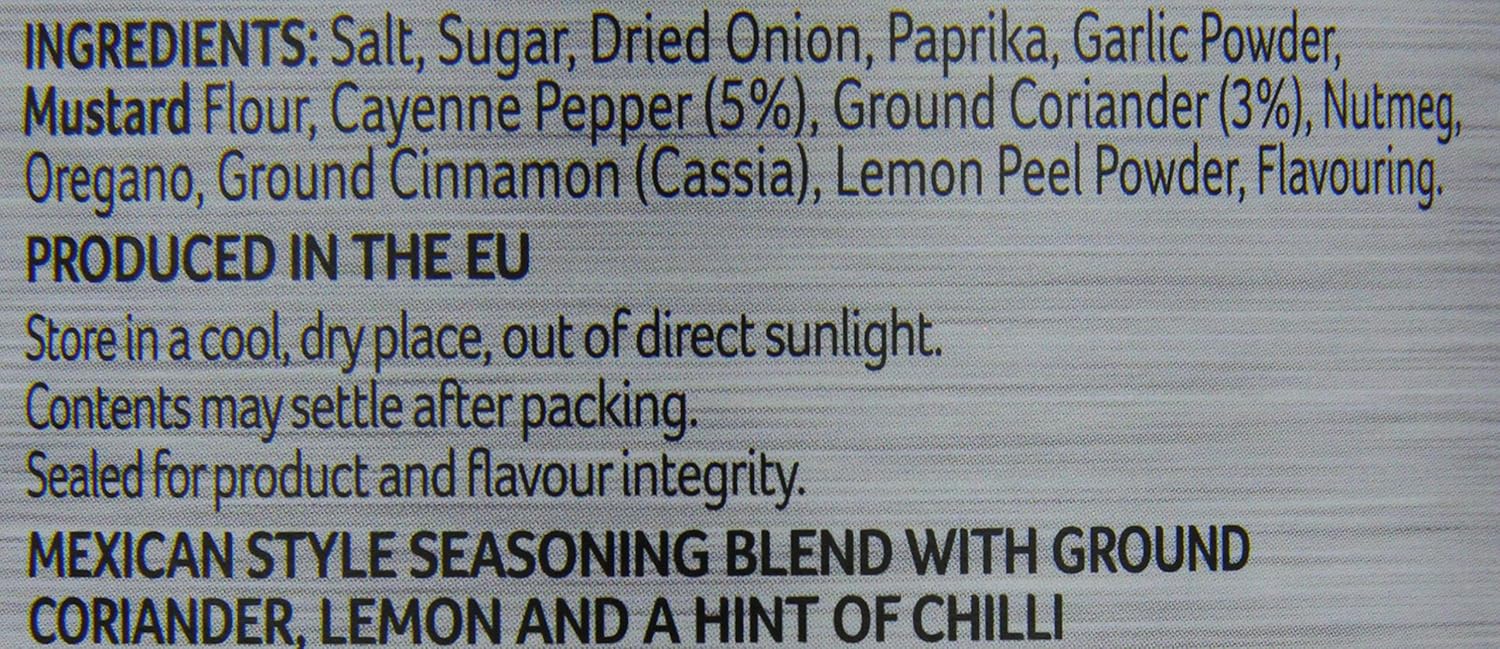 INGREDIENTS: Salt, Sugar, Dried Onion, Paprika, Garlic Powder,
Mustard Flour, Cayenne Pepper (5%), Ground Coriander (3%), Nutmeg,
Oregano, Ground Cinnamon (Cassia), Lemon Peel Powder, Flavouring.
PRODUCED IN THE EU
Store in a cool, dry place, out of direct sunlight.
Contents may settle after packing.
Sealed for product and flavour integrity.
MEXICAN STYLE SEASONING BLEND WITH GROUND
CORIANDER, LEMON AND A HINT OF CHILLI